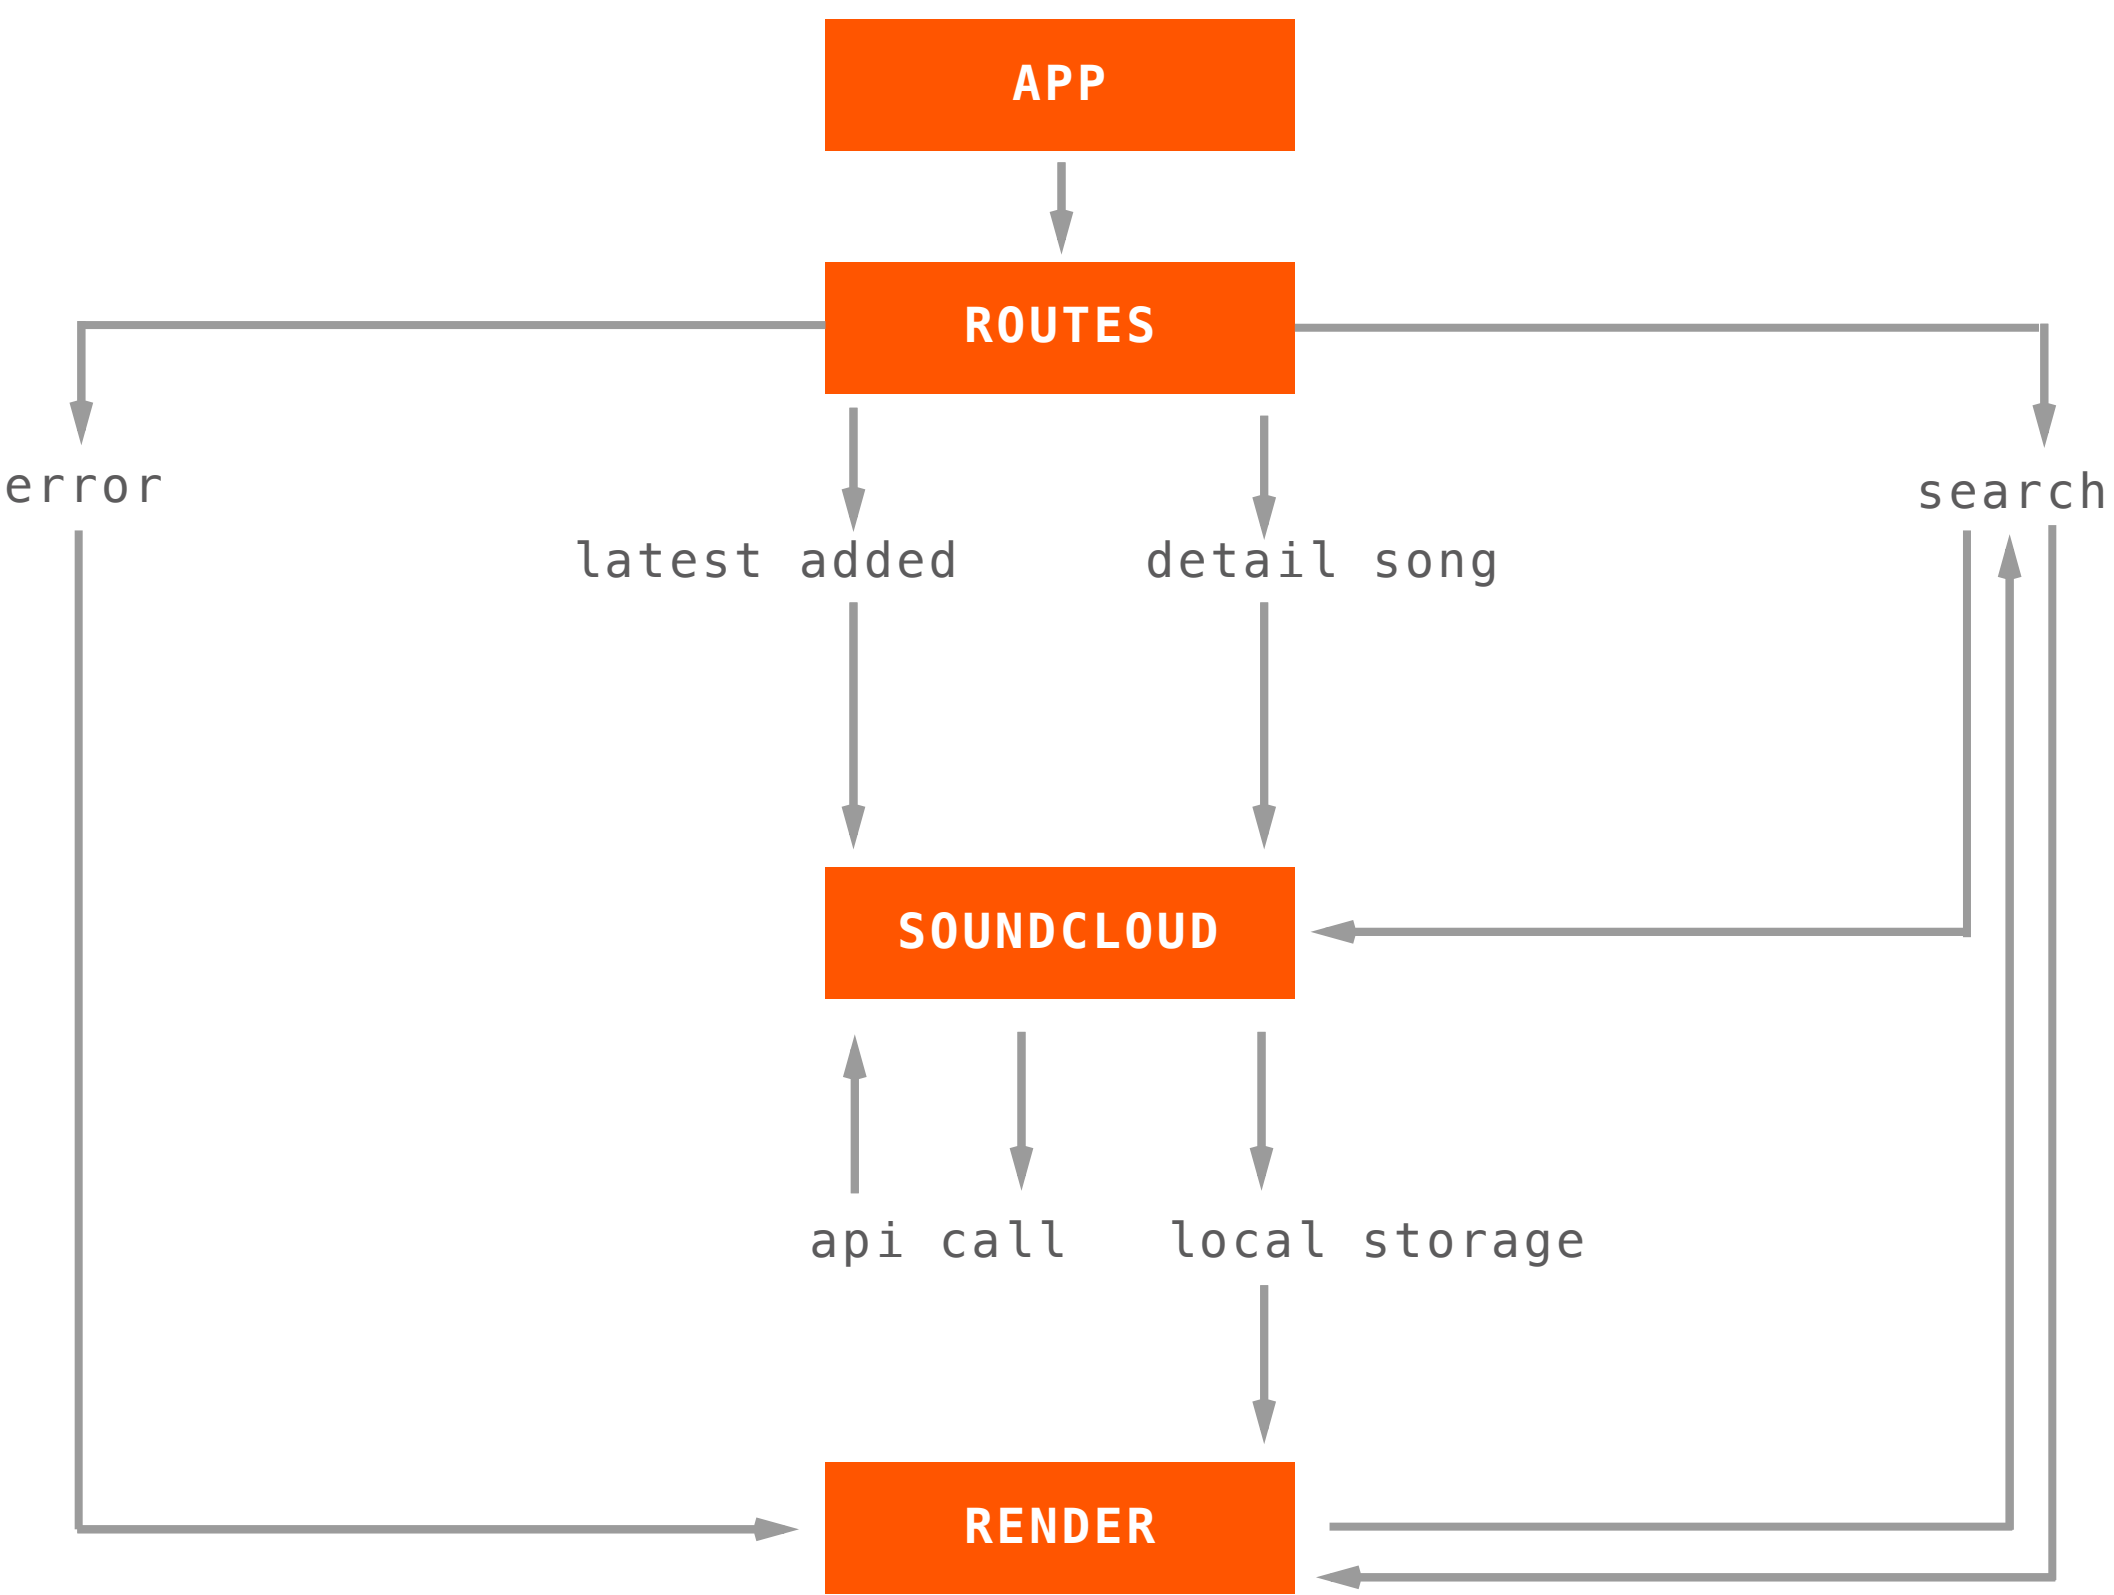 APP
ROUTES
error
search
latest added
detail song
SOUNDCLOUD
api call
local storage
RENDER